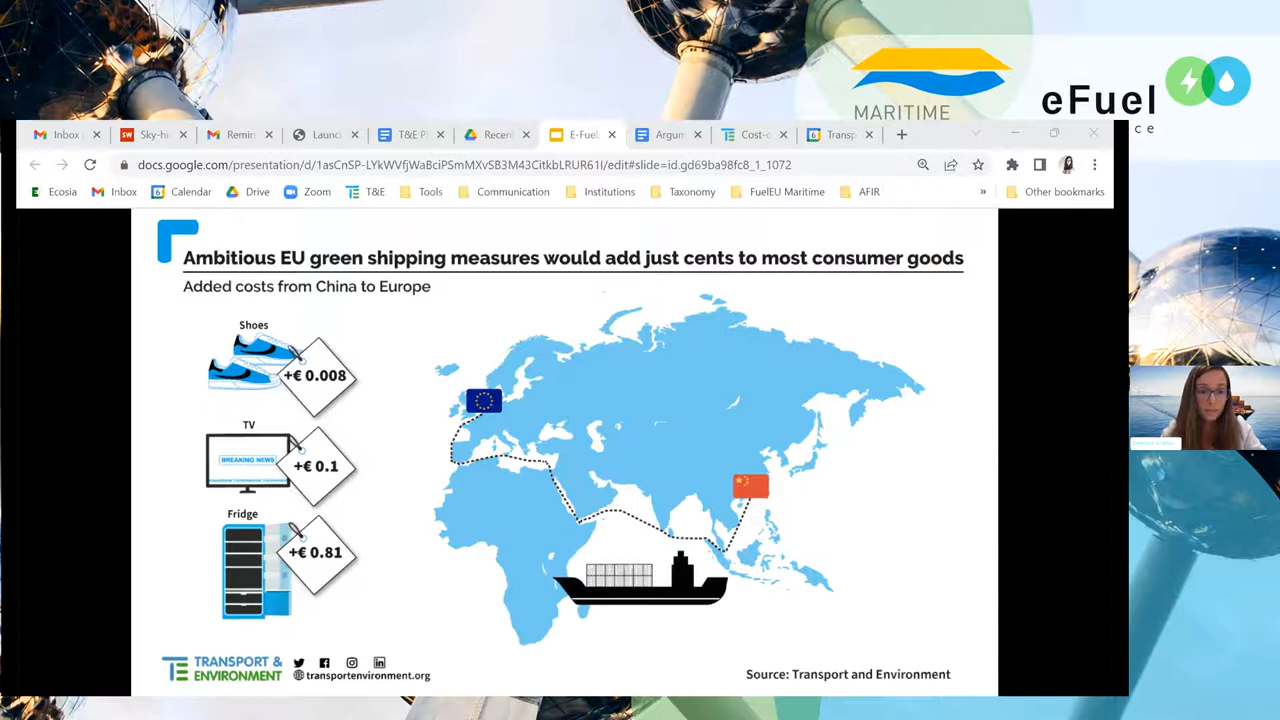 MARITIME
eFuel
ce
Inbox
Sky-hi
Remin
Launc
T&E P
Recen
E-Fuel
Argum
Cost-o
Transp
docs.google.com/presentation/d/1asCnSP-LYkWVfjWaBciPSmMXvSB3M43CitkbLRUR61I/edit#slide=id.gd69ba98fc8_1_1072
Ecosia
Inbox
Calendar
Drive
Zoom
T&E
Tools
Communication
Institutions
Taxonomy
FuelEU Maritime
AFIR
»
Other bookmarks
Ambitious EU green shipping measures would add just cents to most consumer goods
Added costs from China to Europe
Shoes
+€ 0.008
TV
BREAKING NEWS
+€ 0.1
Fridge
+€ 0.81
TRANSPORT &
ENVIRONMENT
transportenvironment.org
Source: Transport and Environment